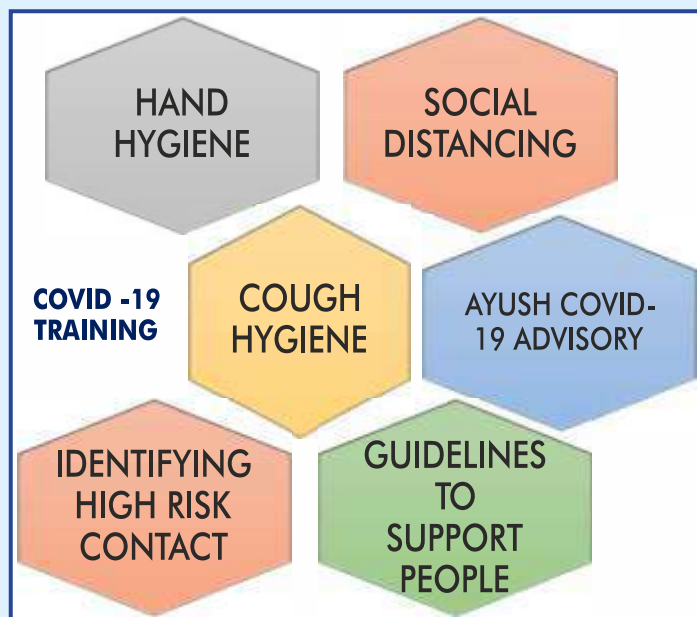 HAND
HYGIENE
SOCIAL
DISTANCING
COVID -19
TRAINING
COUGH
HYGIENE
AYUSH COVID-
19 ADVISORY
IDENTIFYING
HIGH RISK
CONTACT
GUIDELINES
TO
SUPPORT
PEOPLE